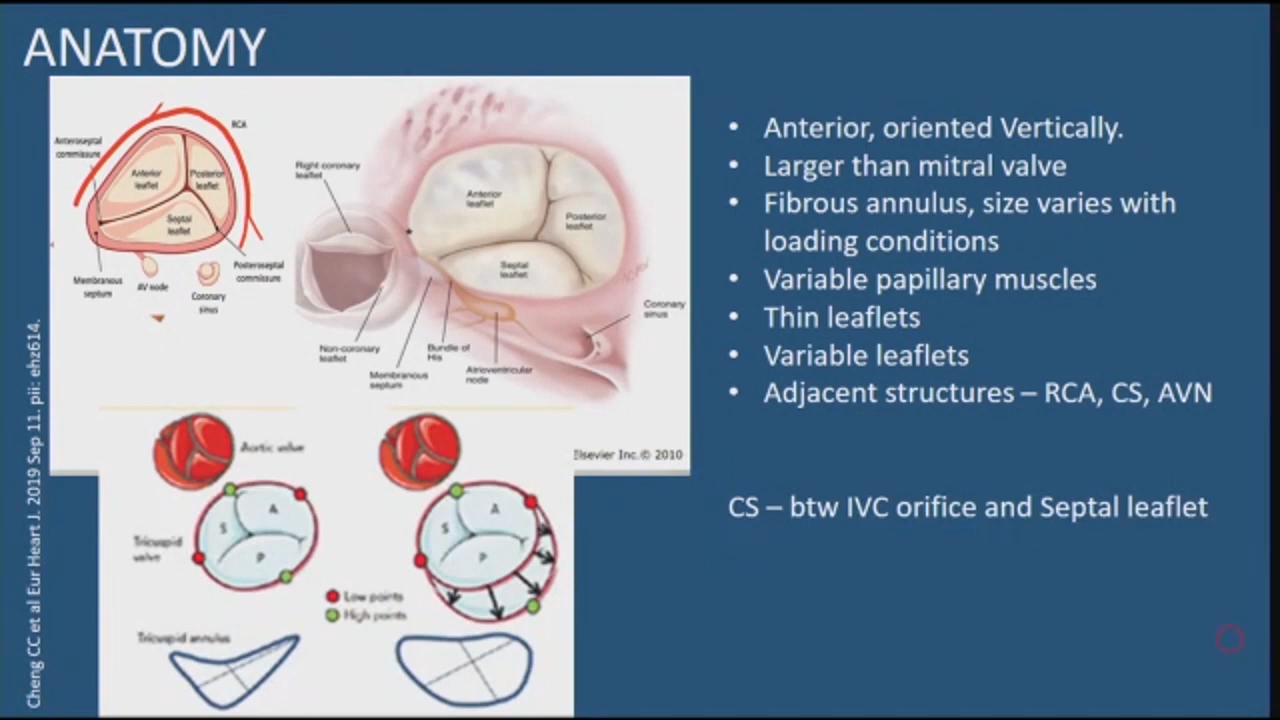 ANATOMY
RCA
Anteroseptal
commissure
Anterior
leaflet
Posterior
leaflet
Septal
leaflet
Posteroseptal
commissure
Membranous
septum
AV node
Coronary
sinus
Right coronary
leaflet
Anterior
leaflet
Posterior
leaflet
Septal
leaflet
Coronary
sinus
Non-coronary
leaflet
Bundle of
His
Membranous
septum
Atrioventricular
node
Elsevier Inc.© 2010
Aortic valve
A
S
P
Tricuspid
valve
A
S
P
Low points
High points
Tricuspid annulus
Cheng CC et al Eur Heart J. 2019 Sep 11. pii: ehz614.
• Anterior, oriented Vertically.
• Larger than mitral valve
• Fibrous annulus, size varies with
loading conditions
• Variable papillary muscles
• Thin leaflets
• Variable leaflets
• Adjacent structures – RCA, CS, AVN
CS – btw IVC orifice and Septal leaflet